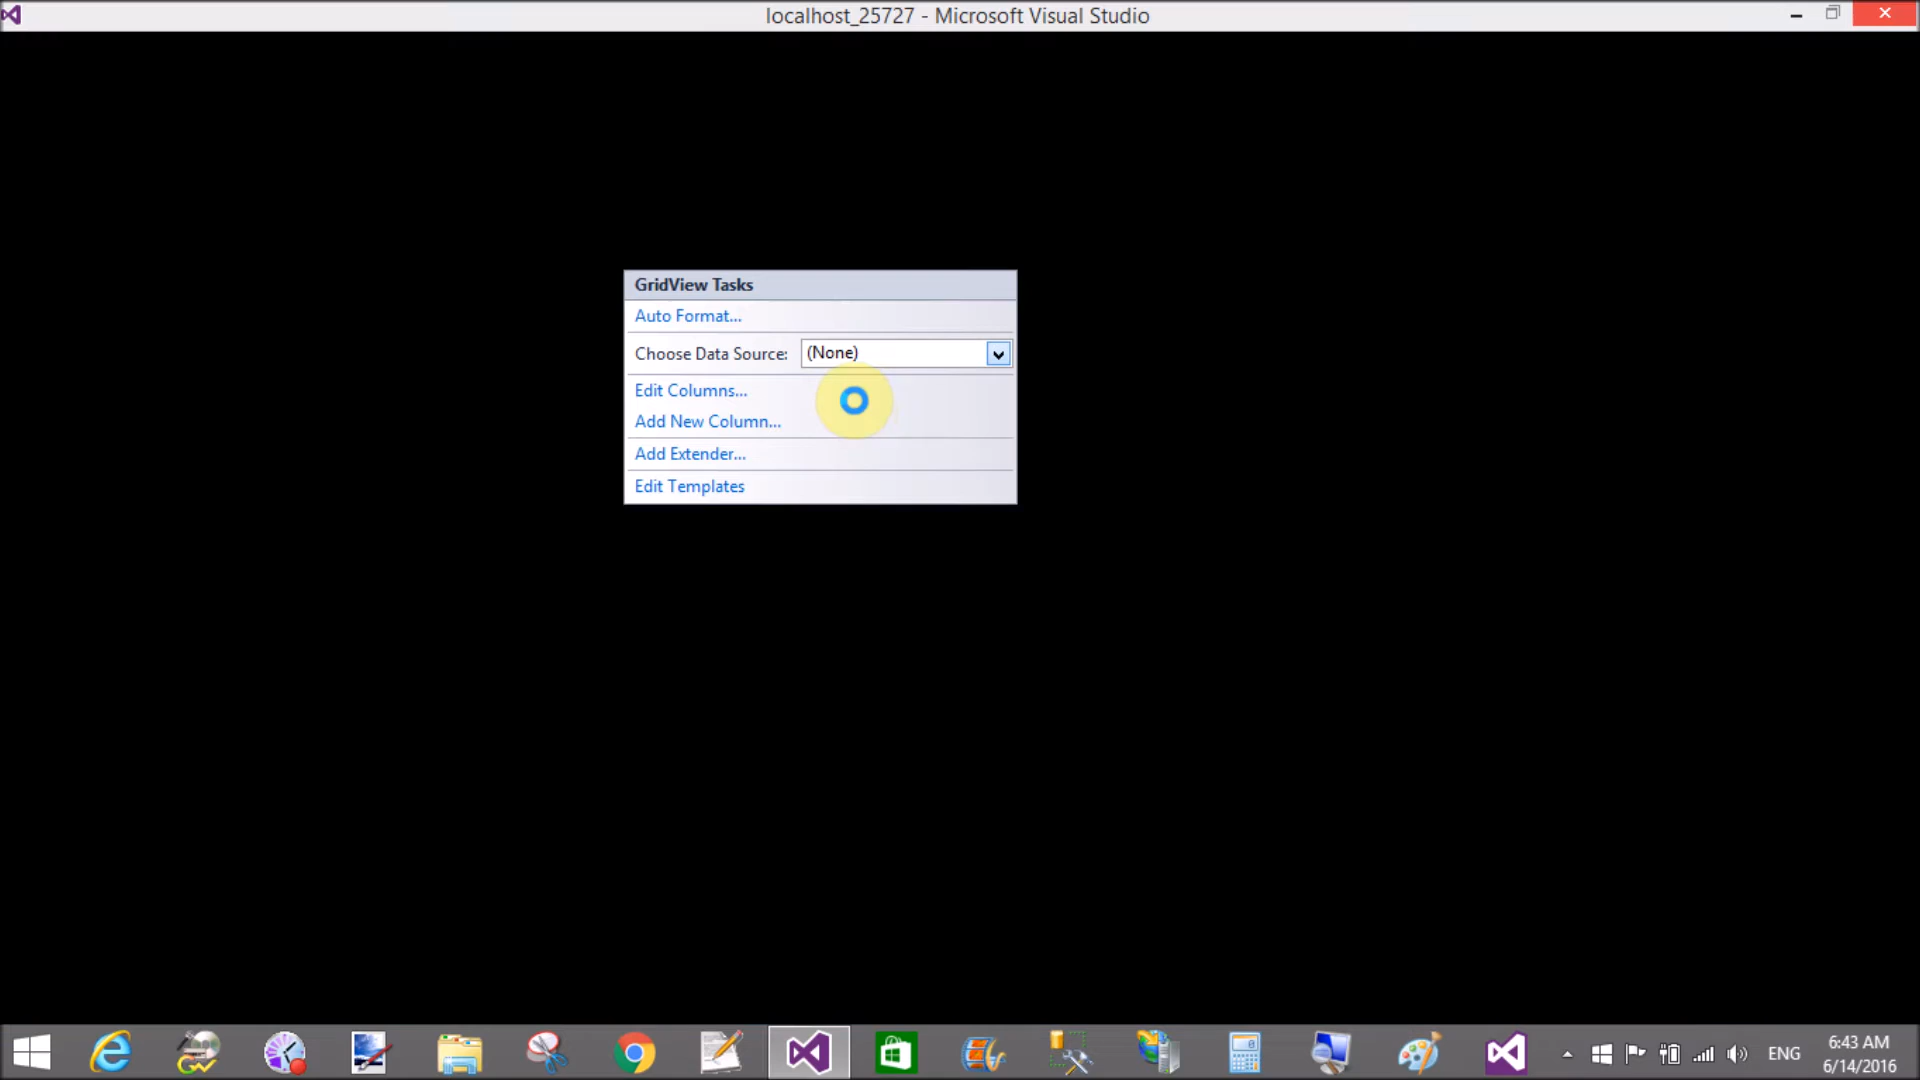 localhost_25727 - Microsoft Visual Studio
GridView Tasks
Auto Format...
Choose Data Source: (None)
Edit Columns...
Add New Column...
Add Extender...
Edit Templates
ENG
6:43 AM
6/14/2016